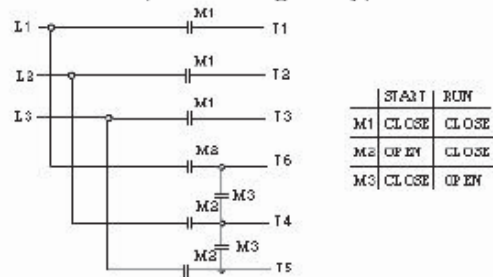 M1
L1 T1
M1
L2 T2
M1
L3 T3
M2
T6
M3
M2
T4
M3
M2
T5
START RUN
M1 CLOSE CLOSE
M2 OPEN CLOSE
M3 CLOSE OPEN